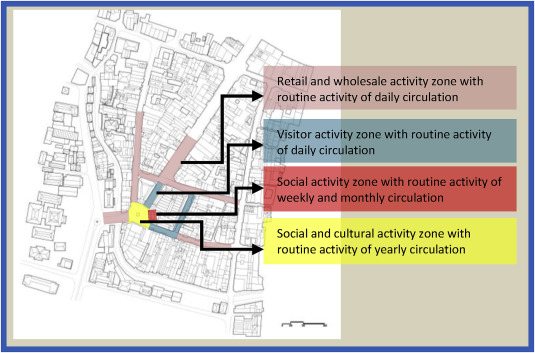 Retail and wholesale activity zone with
routine activity of daily circulation
Visitor activity zone with routine activity
of daily circulation
Social activity zone with routine activity of
weekly and monthly circulation
Social and cultural activity zone with
routine activity of yearly circulation